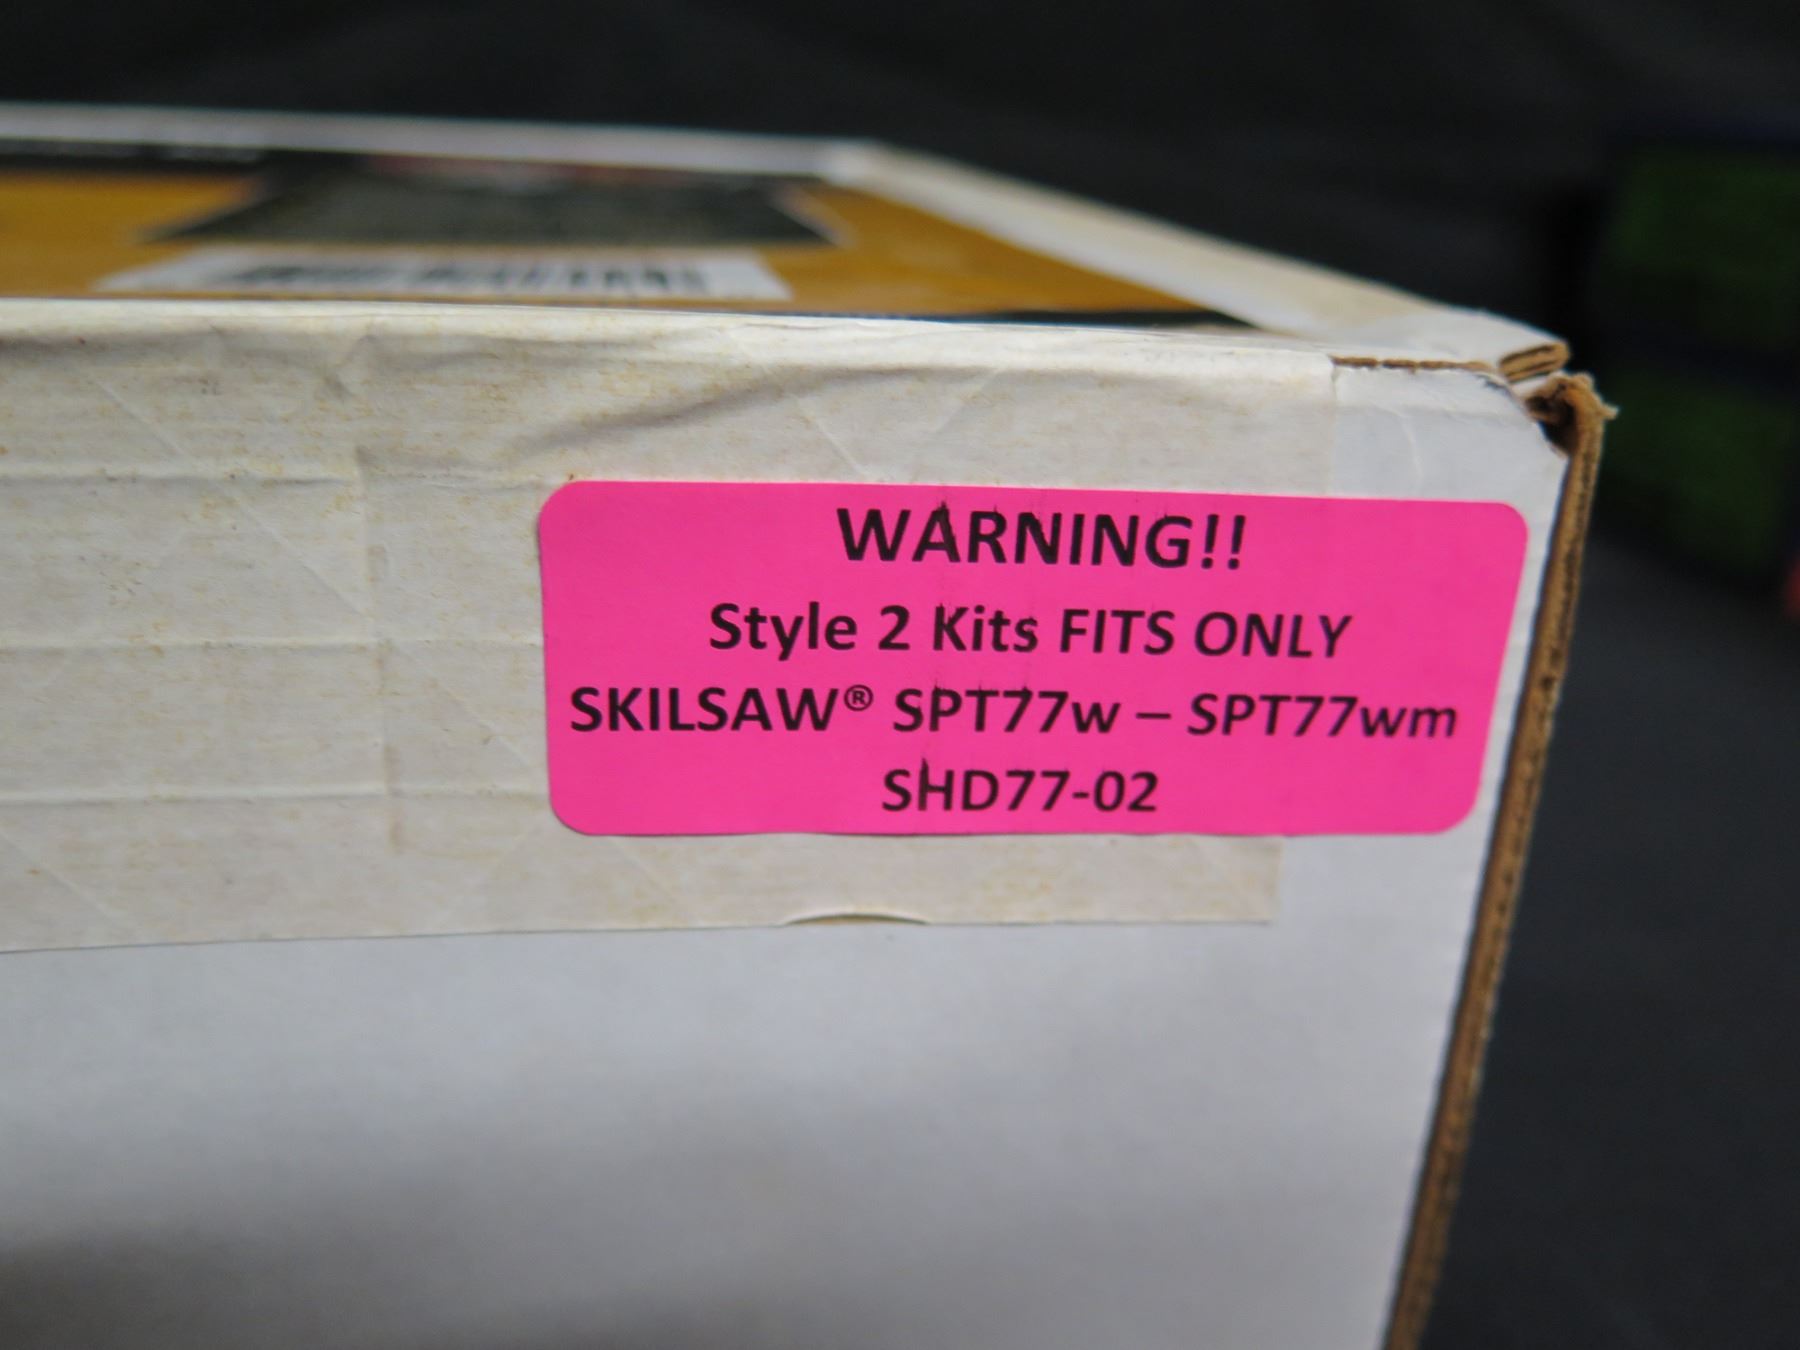 WARNING!!
Style 2 Kits FITS ONLY
SKILSAW® SPT77w – SPT77wm
SHD77-02